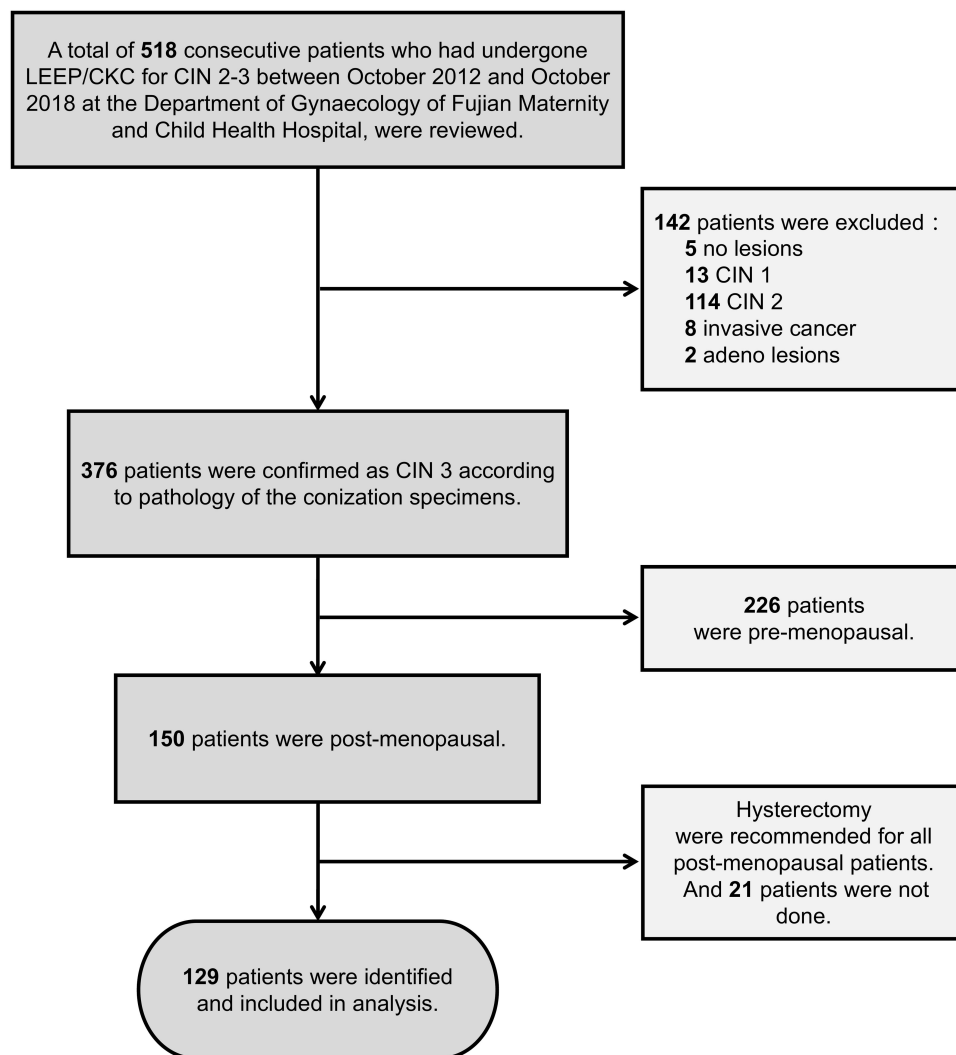 A total of 518 consecutive patients who had undergone
LEEP/CKC for CIN 2-3 between October 2012 and October
2018 at the Department of Gynaecology of Fujian Maternity
and Child Health Hospital, were reviewed.
142 patients were excluded :
5 no lesions
13 CIN 1
114 CIN 2
8 invasive cancer
2 adeno lesions
376 patients were confirmed as CIN 3 according
to pathology of the conization specimens.
226 patients
were pre-menopausal.
150 patients were post-menopausal.
Hysterectomy
were recommended for all
post-menopausal patients.
And 21 patients were not
done.
129 patients were identified
and included in analysis.